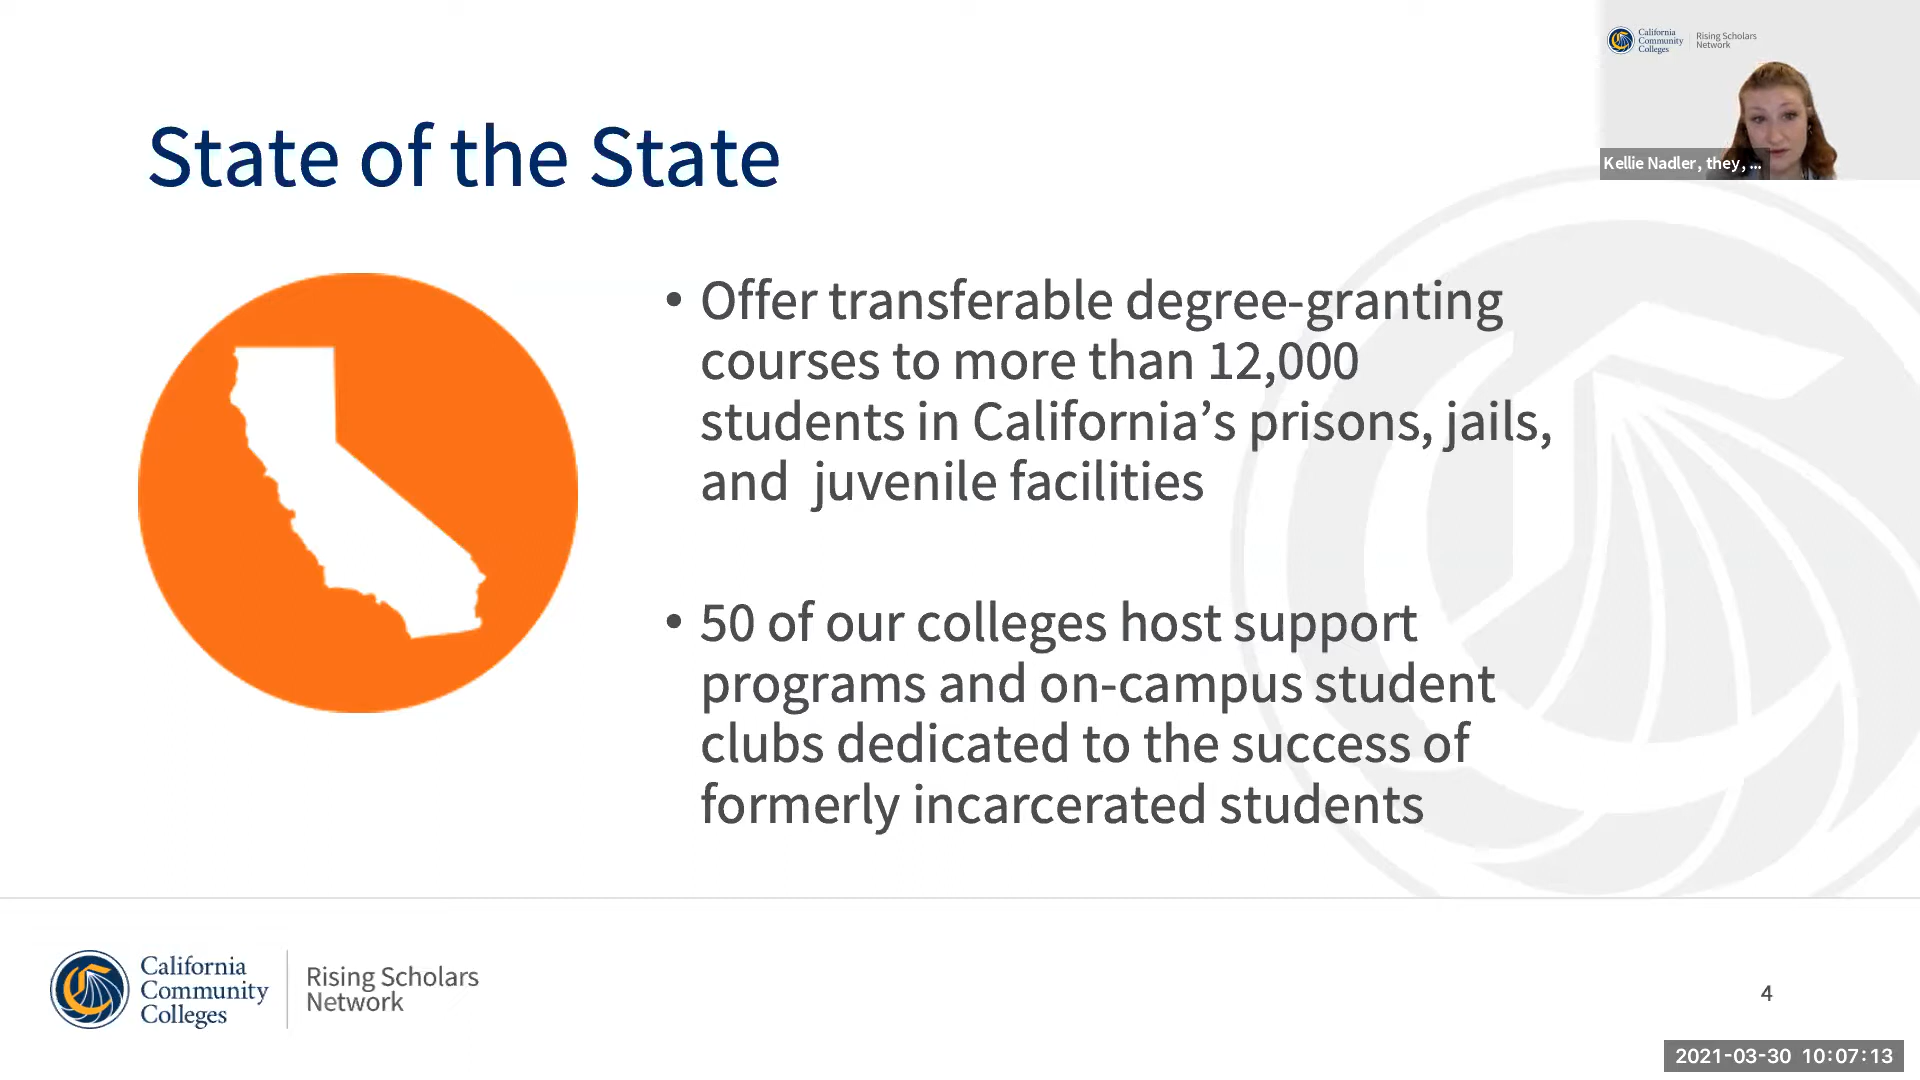 California
Community
Colleges
Rising Scholars
Network
Kellie Nadler, they, ...
State of the State
• Offer transferable degree-granting
courses to more than 12,000
students in California’s prisons, jails,
and  juvenile facilities
• 50 of our colleges host support
programs and on-campus student
clubs dedicated to the success of
formerly incarcerated students
California
Community
Colleges
Rising Scholars
Network
4
2021-03-30 10:07:13